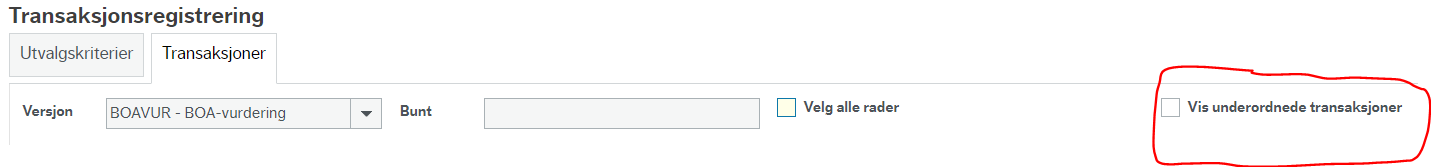 Transaksjonsregistrering
Utvalgskriterier Transaksjoner
Versjon BOAVUR - BOA-vurdering Bunt Velg alle rader Vis underordnede transaksjoner